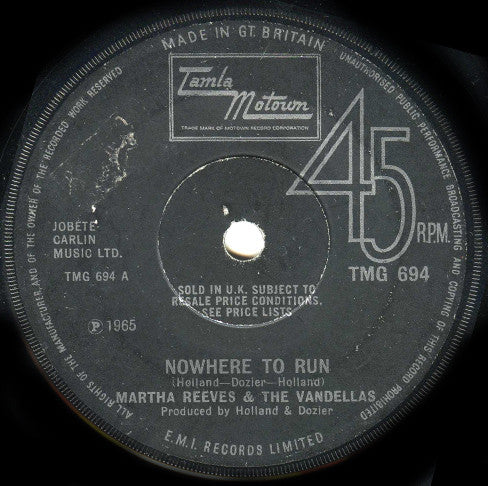 MADE IN GT. BRITAIN
UNAUTHORISED PUBLIC PERFORMANCE BROADCASTING AND COPYING OF THIS RECORD PROHIBITED
ALL RIGHTS OF THE MANUFACTURER AND OF THE OWNER OF THE RECORDED WORK RESERVED
Tamla
Motown
TRADE MARK OF MOTOWN RECORD CORPORATION
45
R.P.M.
TMG 694
JOBETE
CARLIN
MUSIC LTD.
TMG 694 A
SOLD IN U.K. SUBJECT TO
RESALE PRICE CONDITIONS.
SEE PRICE LISTS
Ⓟ 1965
NOWHERE TO RUN
(Holland—Dozier—Holland)
MARTHA REEVES & THE VANDELLAS
Produced by Holland & Dozier
E.M.I. RECORDS LIMITED